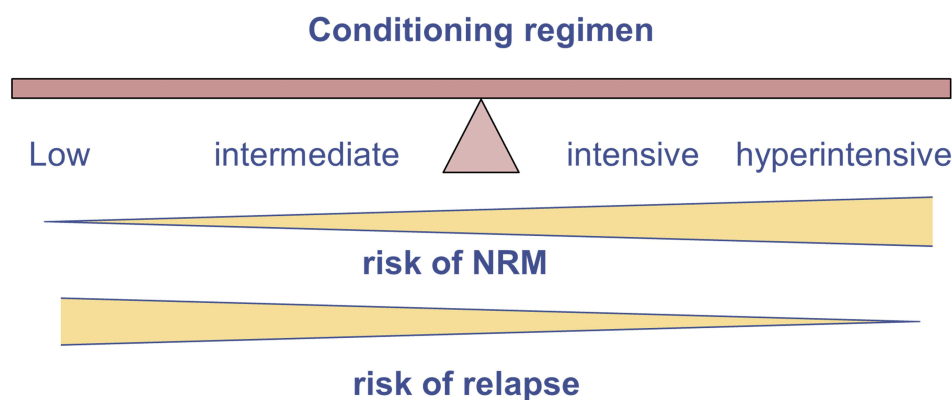 Conditioning regimen
Low intermediate intensive hyperintensive
risk of NRM
risk of relapse